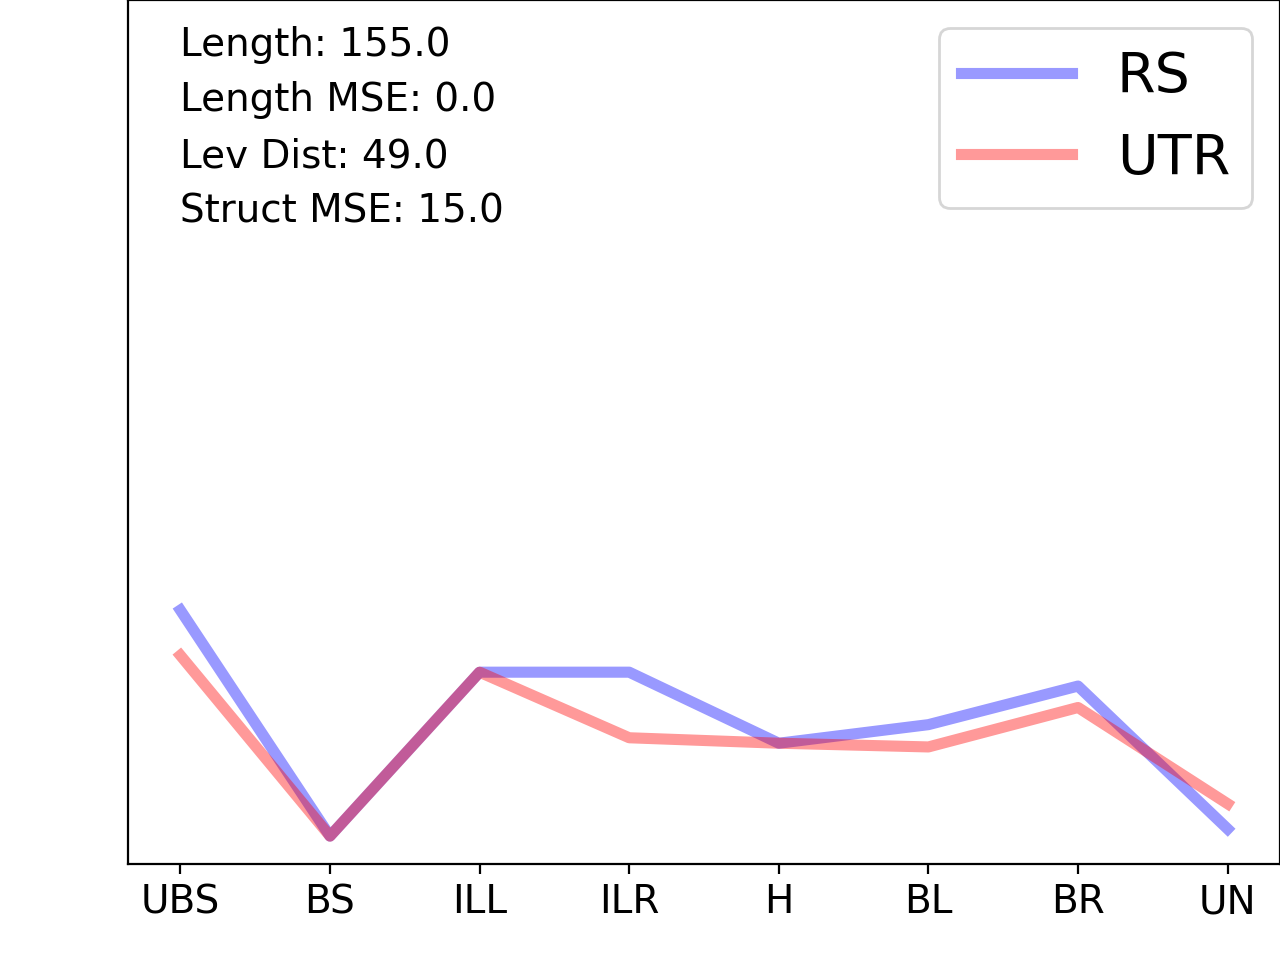 Length: 155.0
Length MSE: 0.0
Lev Dist: 49.0
Struct MSE: 15.0
RS
UTR
UBS BS ILL ILR H BL BR UN